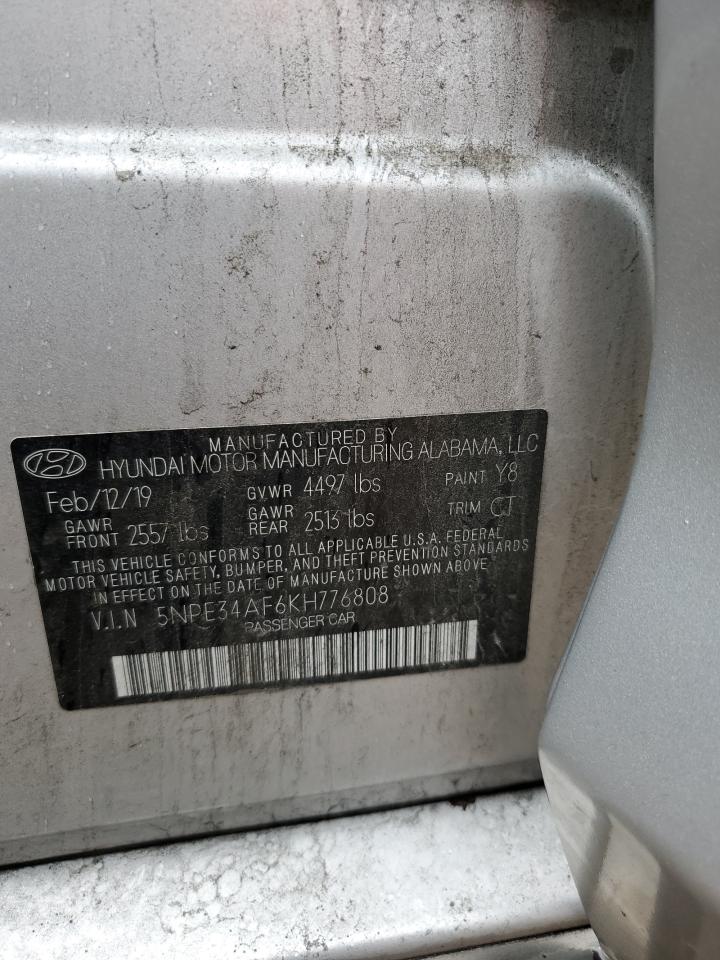 MANUFACTURED BY
HYUNDAI MOTOR MANUFACTURING ALABAMA, LLC
Feb/12/19 GVWR 4497 lbs PAINT Y8
GAWR FRONT 2557 lbs GAWR REAR 2513 lbs TRIM CT
THIS VEHICLE CONFORMS TO ALL APPLICABLE U.S.A. FEDERAL
MOTOR VEHICLE SAFETY, BUMPER, AND THEFT PREVENTION STANDARDS
IN EFFECT ON THE DATE OF MANUFACTURE SHOWN ABOVE
V.I.N 5NPE34AF6KH776808
PASSENGER CAR